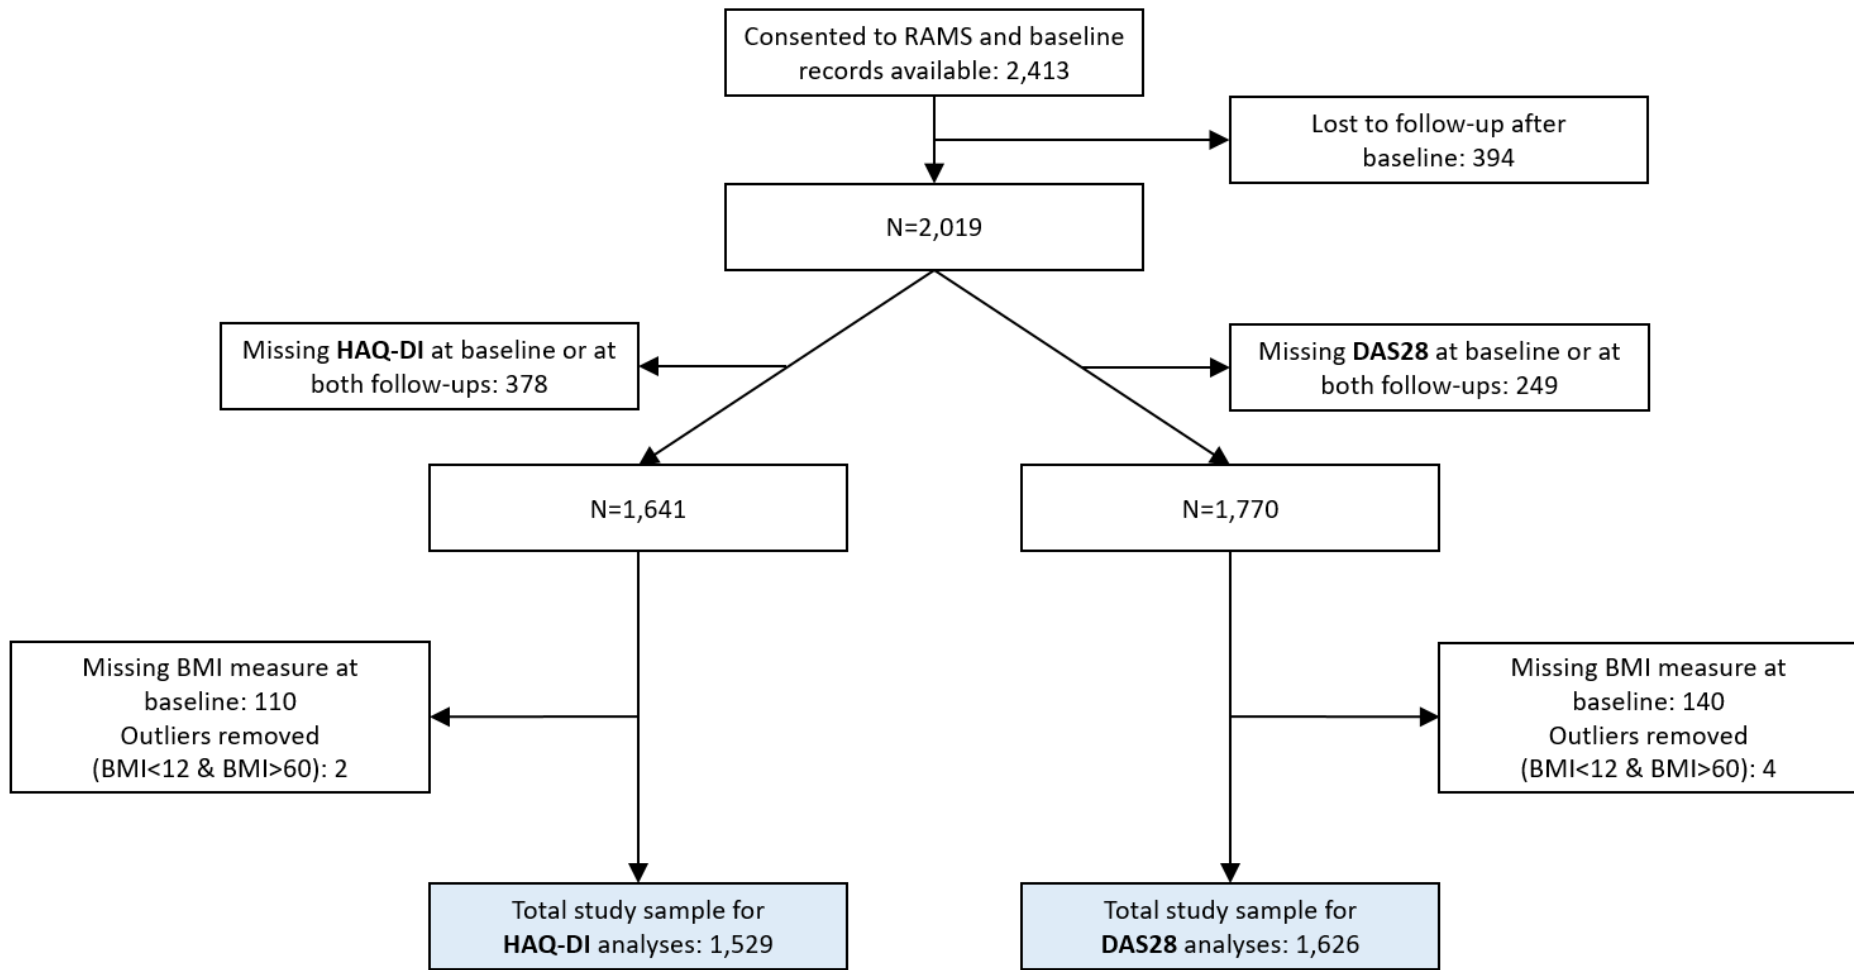 Consented to RAMS and baseline
records available: 2,413
Lost to follow-up after
baseline: 394
N=2,019
Missing HAQ-DI at baseline or at
both follow-ups: 378
Missing DAS28 at baseline or at
both follow-ups: 249
N=1,641
N=1,770
Missing BMI measure at
baseline: 110
Outliers removed
(BMI<12 & BMI>60): 2
Missing BMI measure at
baseline: 140
Outliers removed
(BMI<12 & BMI>60): 4
Total study sample for
HAQ-DI analyses: 1,529
Total study sample for
DAS28 analyses: 1,626